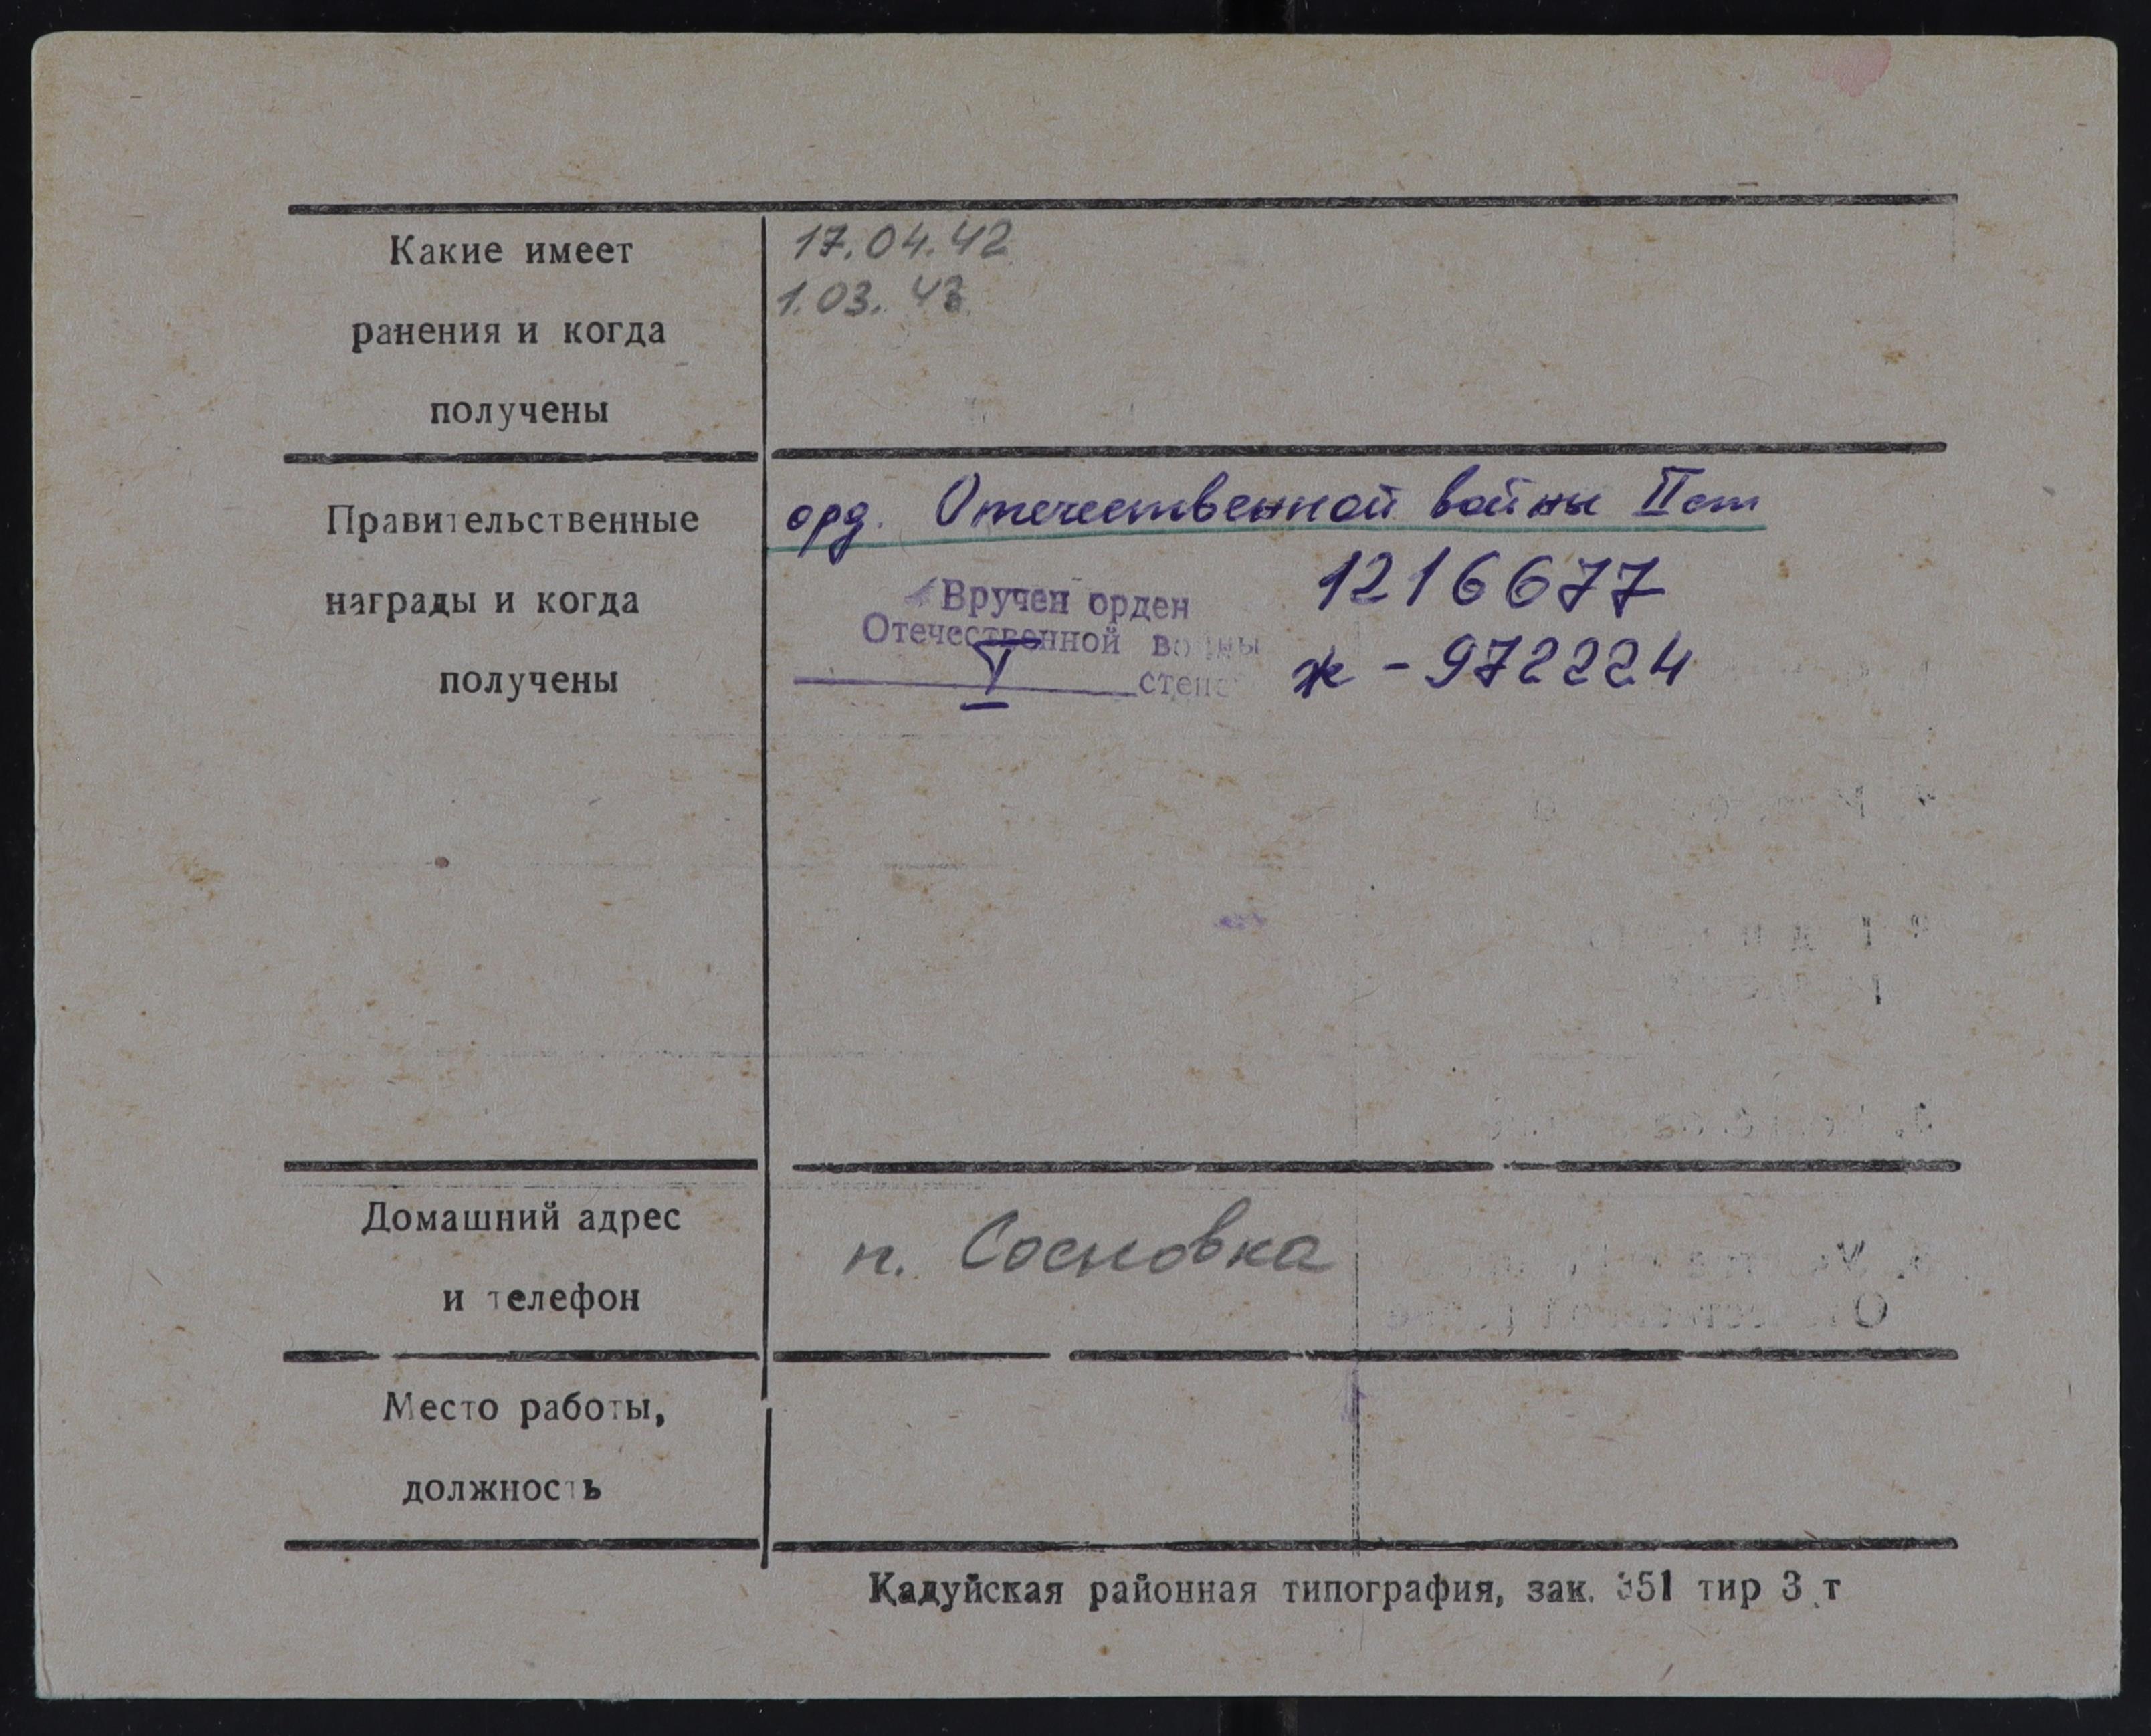 Какие имеет
ранения и когда
получены
17.04.42
1.03.43
Правительственные
награды и когда
получены
орд. Отечественной войны II ст
1216677
Вручен орден
Отечественной войны
I степ
ж - 972224
Домашний адрес
и телефон
п. Сосновка
Место работы,
должность
Кадуйская районная типография, зак. 351 тир 3 т